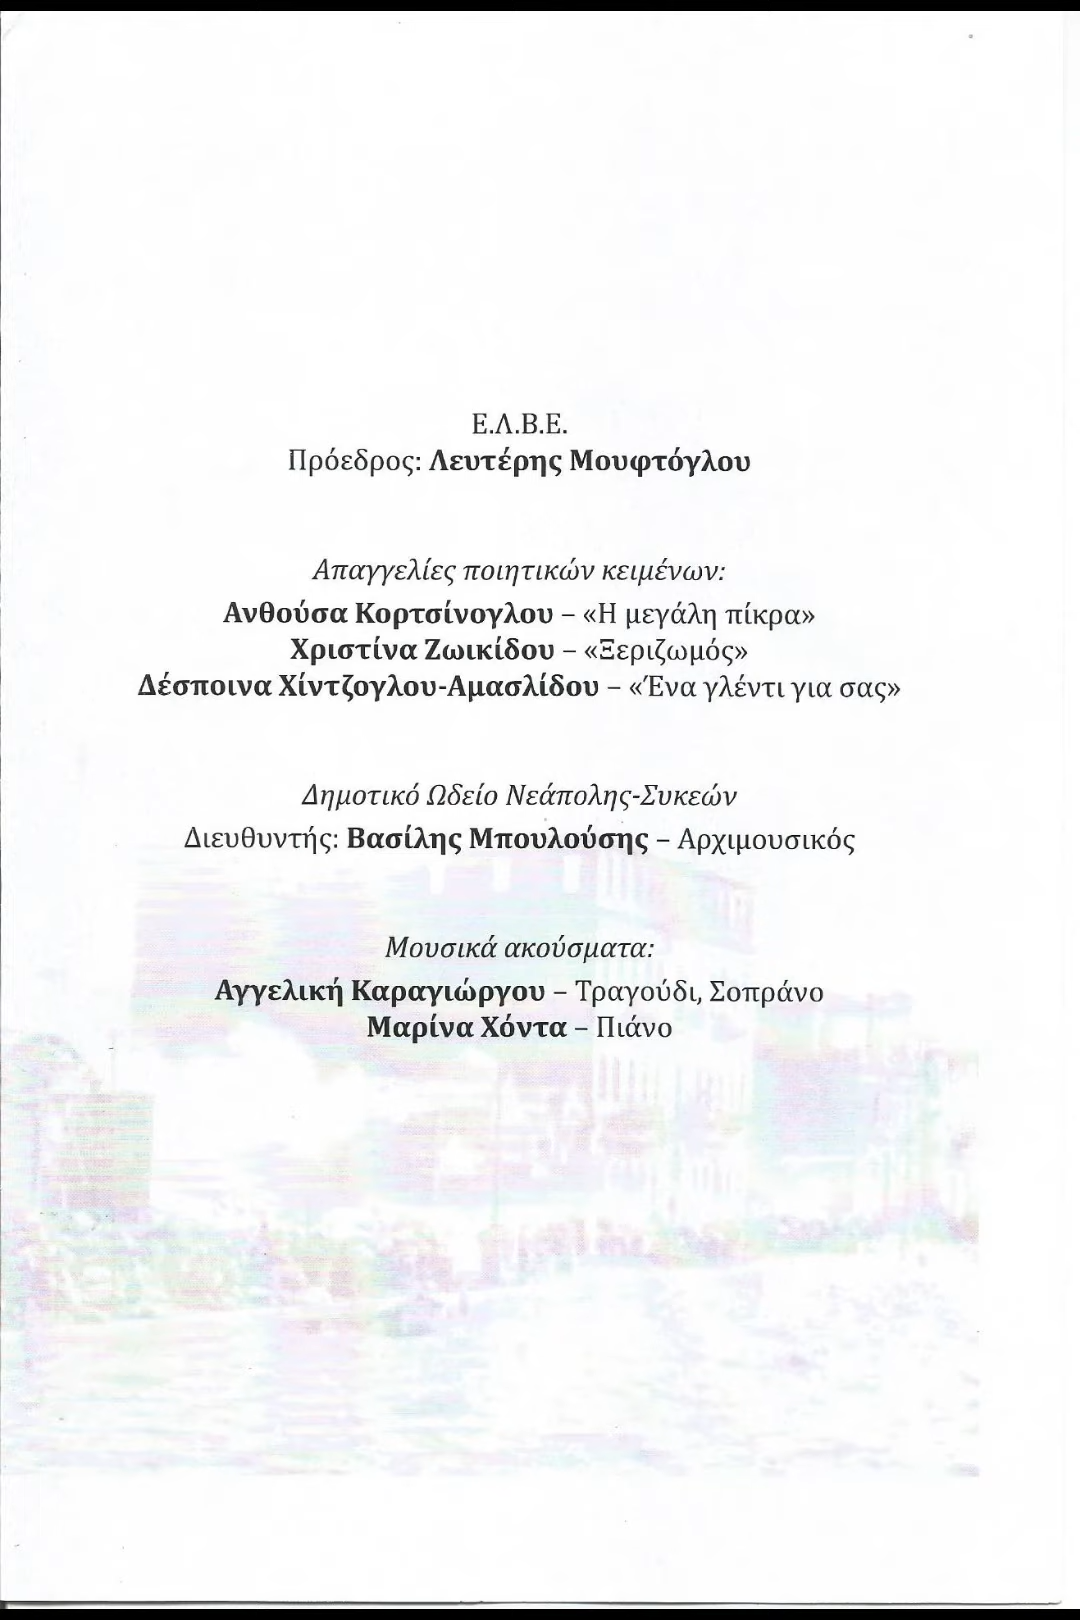 Ε.Λ.Β.Ε.
Πρόεδρος: Λευτέρης Μουφτόγλου
Απαγγελίες ποιητικών κειμένων:
Ανθούσα Κορτσίνογλου – «Η μεγάλη πίκρα»
Χριστίνα Ζωικίδου – «Ξεριζωμός»
Δέσποινα Χίντζογλου-Αμασλίδου – «Ένα γλέντι για σας»
Δημοτικό Ωδείο Νεάπολης-Συκεών
Διευθυντής: Βασίλης Μπουλούσης – Αρχιμουσικός
Μουσικά ακούσματα:
Αγγελική Καραγιώργου – Τραγούδι, Σοπράνο
Μαρίνα Χόντα – Πιάνο